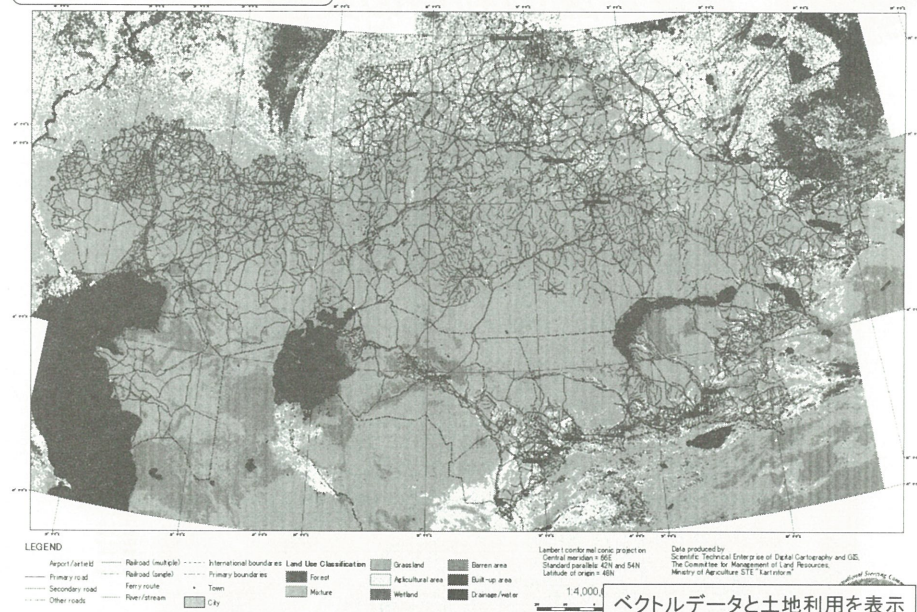 LEGEND
Airport/airfield
Primary road
Secondary road
Other roads
Railroad (multiple)
Railroad (single)
Ferry route
River/stream
International boundaries
Primary boundaries
Town
City
Land Use Classification
Forest
Mixture
Grassland
Agricultural area
Wetland
Barren area
Built-up area
Drainage/water
Lambert conformal conic projection
Central meridian = 66E
Standard parallels: 42N and 54N
Latitude of origin = 48N
1:4,000,0
Data produced by
Scientific Technical Enterprise of Digital Cartography and GIS,
The Committee for Management of Land Resources,
Ministry of Agriculture STE "Kartinform"
ベクトルデータと土地利用を表示